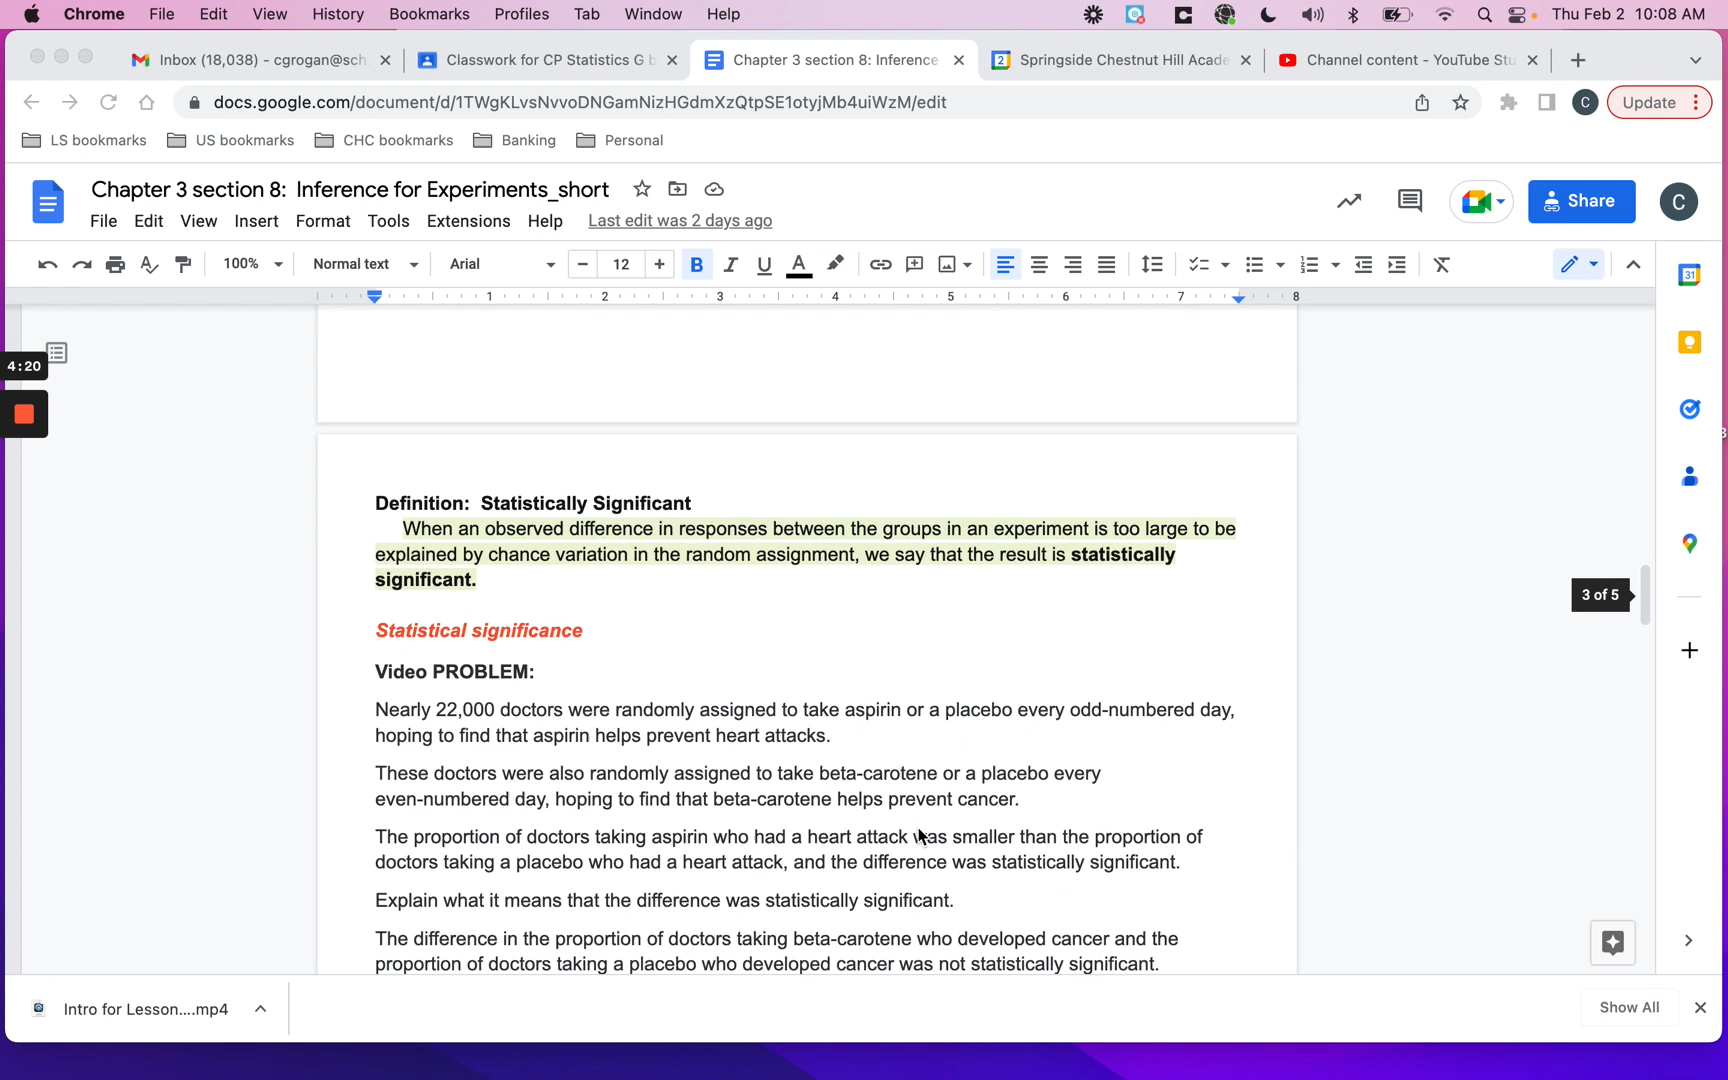 Chrome File Edit View History Bookmarks Profiles Tab Window Help Thu Feb 2 10:08 AM
Inbox (18,038) - cgrogan@sch Classwork for CP Statistics G b Chapter 3 section 8: Inference Springside Chestnut Hill Acade Channel content - YouTube Stu
docs.google.com/document/d/1TWgKLvsNvvoDNGamNizHGdmXzQtpSE1otyjMb4uiWzM/edit C Update
LS bookmarks US bookmarks CHC bookmarks Banking Personal
Chapter 3 section 8: Inference for Experiments_short Share C
File Edit View Insert Format Tools Extensions Help Last edit was 2 days ago
100% Normal text Arial 12 B I U A
1 2 3 4 5 6 7 8
31
4:20
Definition: Statistically Significant
When an observed difference in responses between the groups in an experiment is too large to be
explained by chance variation in the random assignment, we say that the result is statistically
significant.
3 of 5
Statistical significance
Video PROBLEM:
Nearly 22,000 doctors were randomly assigned to take aspirin or a placebo every odd-numbered day,
hoping to find that aspirin helps prevent heart attacks.
These doctors were also randomly assigned to take beta-carotene or a placebo every
even-numbered day, hoping to find that beta-carotene helps prevent cancer.
The proportion of doctors taking aspirin who had a heart attack was smaller than the proportion of
doctors taking a placebo who had a heart attack, and the difference was statistically significant.
Explain what it means that the difference was statistically significant.
The difference in the proportion of doctors taking beta-carotene who developed cancer and the
proportion of doctors taking a placebo who developed cancer was not statistically significant.
Intro for Lesson....mp4 Show All